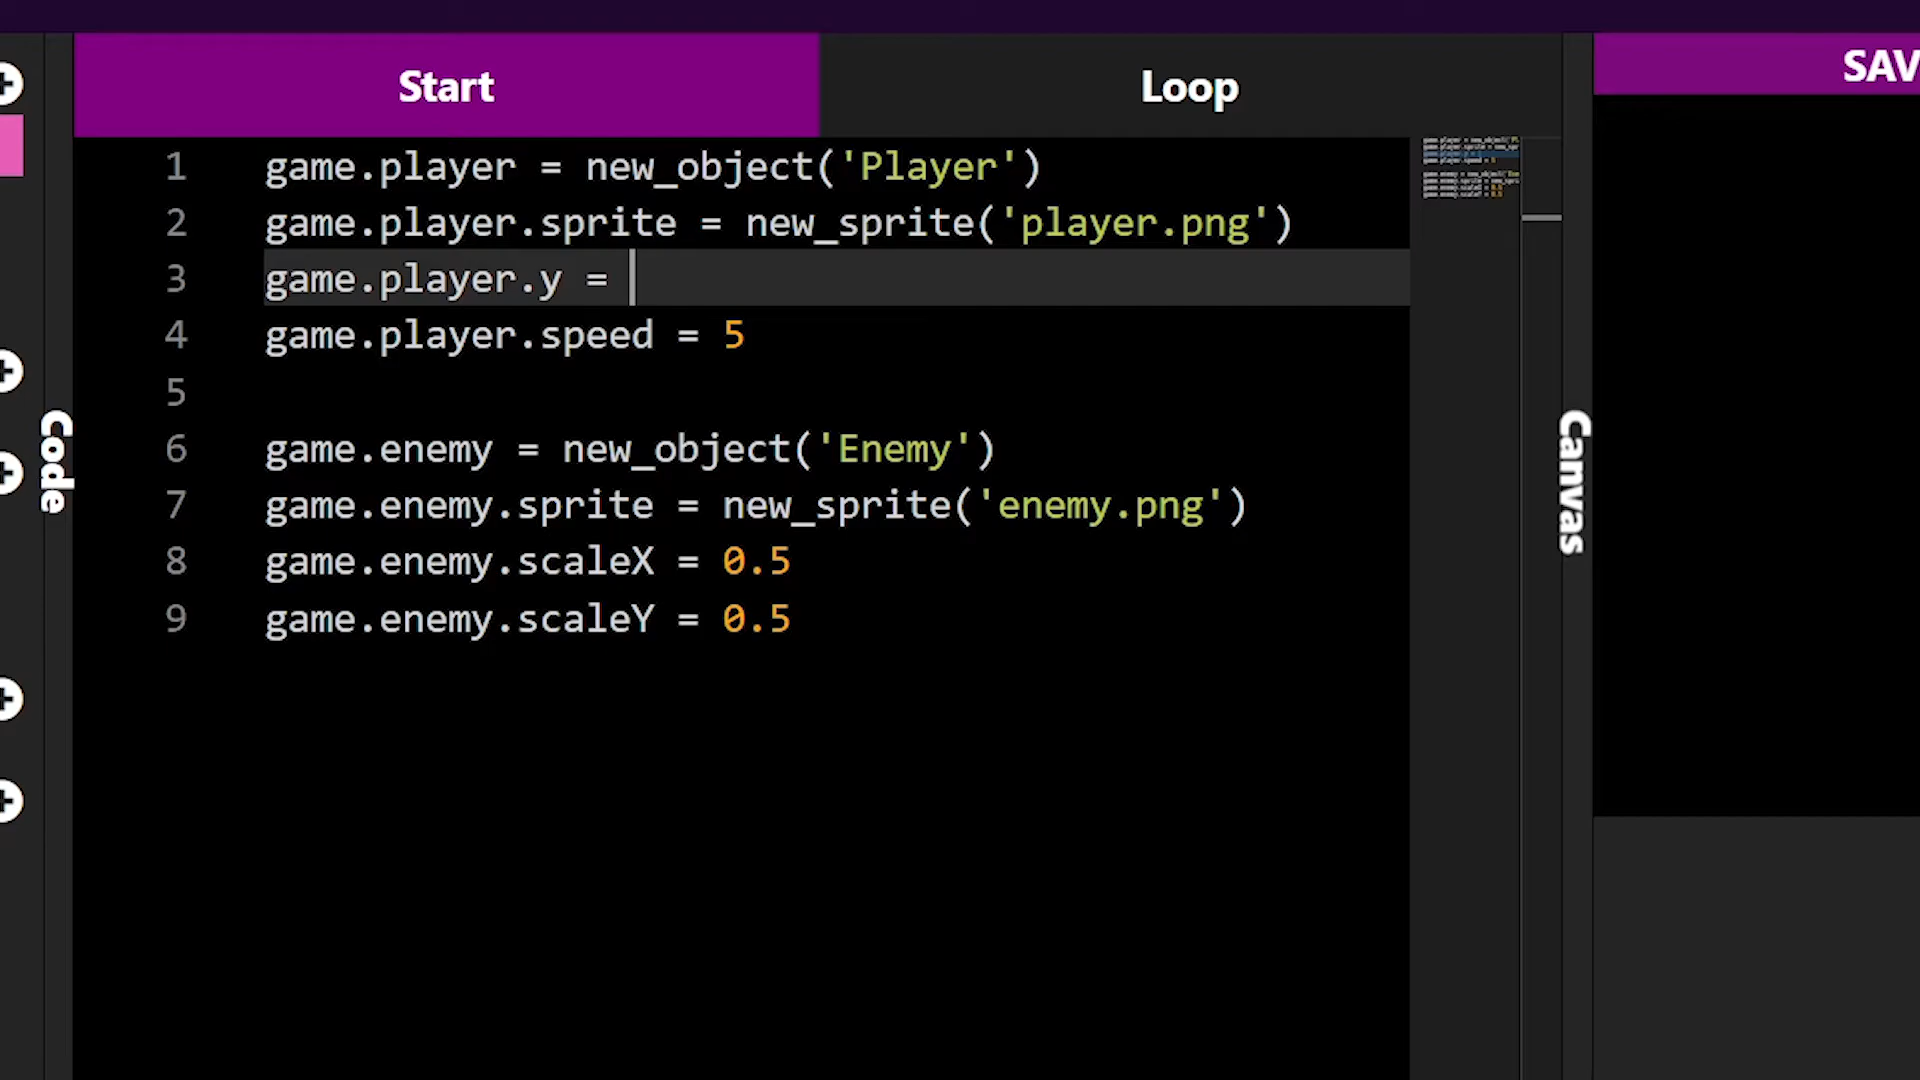 Start
Loop
SAV
Code
1 game.player = new_object('Player')
2 game.player.sprite = new_sprite('player.png')
3 game.player.y =
4 game.player.speed = 5
5
6 game.enemy = new_object('Enemy')
7 game.enemy.sprite = new_sprite('enemy.png')
8 game.enemy.scaleX = 0.5
9 game.enemy.scaleY = 0.5
Canvas